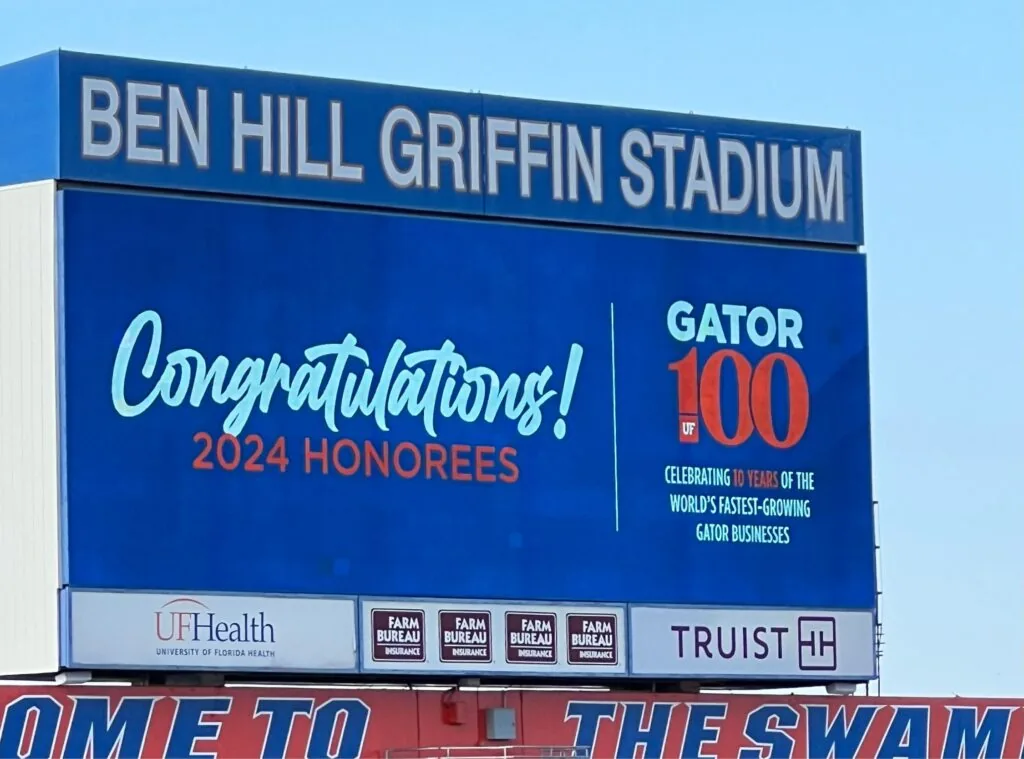 BEN HILL GRIFFIN STADIUM
Congratulations!
2024 HONOREES
GATOR
100
UF
CELEBRATING 10 YEARS OF THE
WORLD'S FASTEST-GROWING
GATOR BUSINESSES
UFHealth
UNIVERSITY OF FLORIDA HEALTH
FARM
BUREAU
INSURANCE
FARM
BUREAU
INSURANCE
FARM
BUREAU
INSURANCE
FARM
BUREAU
INSURANCE
TRUIST
OME TO THE SWAM